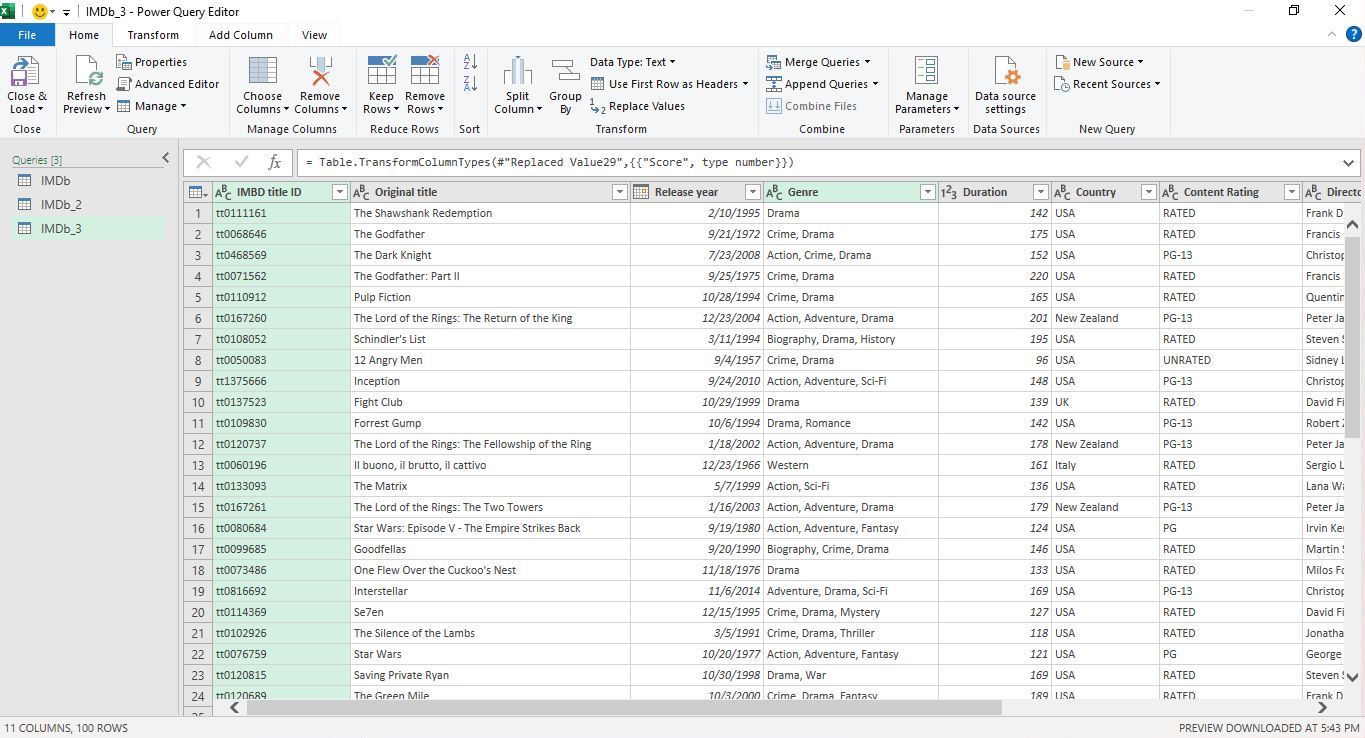 IMDb_3 - Power Query Editor
File Home Transform Add Column View
Close & Load
Refresh Preview
Properties
Advanced Editor
Manage
Choose Columns
Remove Columns
Keep Rows
Remove Rows
Split Column
Group By
Data Type: Text
Use First Row as Headers
Replace Values
Merge Queries
Append Queries
Combine Files
Manage Parameters
Data source settings
New Source
Recent Sources
Close Query Manage Columns Reduce Rows Sort Transform Combine Parameters Data Sources New Query
Queries [3]
IMDb
IMDb_2
IMDb_3
fx = Table.TransformColumnTypes(#"Replaced Value29",{{"Score", type number}})
IMBD title ID Original title Release year Genre Duration Country Content Rating Directo
1 tt0111161 The Shawshank Redemption 2/10/1995 Drama 142 USA RATED Frank D
2 tt0068646 The Godfather 9/21/1972 Crime, Drama 175 USA RATED Francis
3 tt0468569 The Dark Knight 7/23/2008 Action, Crime, Drama 152 USA PG-13 Christop
4 tt0071562 The Godfather: Part II 9/25/1975 Crime, Drama 220 USA RATED Francis
5 tt0110912 Pulp Fiction 10/28/1994 Crime, Drama 165 USA RATED Quentin
6 tt0167260 The Lord of the Rings: The Return of the King 12/23/2004 Action, Adventure, Drama 201 New Zealand PG-13 Peter Ja
7 tt0108052 Schindler's List 3/11/1994 Biography, Drama, History 195 USA RATED Steven S
8 tt0050083 12 Angry Men 9/4/1957 Crime, Drama 96 USA UNRATED Sidney L
9 tt1375666 Inception 9/24/2010 Action, Adventure, Sci-Fi 148 USA PG-13 Christop
10 tt0137523 Fight Club 10/29/1999 Drama 139 UK RATED David Fi
11 tt0109830 Forrest Gump 10/6/1994 Drama, Romance 142 USA PG-13 Robert Z
12 tt0120737 The Lord of the Rings: The Fellowship of the Ring 1/18/2002 Action, Adventure, Drama 178 New Zealand PG-13 Peter Ja
13 tt0060196 Il buono, il brutto, il cattivo 12/23/1966 Western 161 Italy RATED Sergio L
14 tt0133093 The Matrix 5/7/1999 Action, Sci-Fi 136 USA RATED Lana Wa
15 tt0167261 The Lord of the Rings: The Two Towers 1/16/2003 Action, Adventure, Drama 179 New Zealand PG-13 Peter Ja
16 tt0080684 Star Wars: Episode V - The Empire Strikes Back 9/19/1980 Action, Adventure, Fantasy 124 USA PG Irvin Ker
17 tt0099685 Goodfellas 9/20/1990 Biography, Crime, Drama 146 USA RATED Martin S
18 tt0073486 One Flew Over the Cuckoo's Nest 11/18/1976 Drama 133 USA RATED Milos Fo
19 tt0816692 Interstellar 11/6/2014 Adventure, Drama, Sci-Fi 169 USA PG-13 Christop
20 tt0114369 Se7en 12/15/1995 Crime, Drama, Mystery 127 USA RATED David Fi
21 tt0102926 The Silence of the Lambs 3/5/1991 Crime, Drama, Thriller 118 USA RATED Jonatha
22 tt0076759 Star Wars 10/20/1977 Action, Adventure, Fantasy 121 USA PG George
23 tt0120815 Saving Private Ryan 10/30/1998 Drama, War 169 USA RATED Steven S
24 tt0120689 The Green Mile 10/3/2000 Crime, Drama, Fantasy 189 USA RATED Frank D
11 COLUMNS, 100 ROWS PREVIEW DOWNLOADED AT 5:43 PM